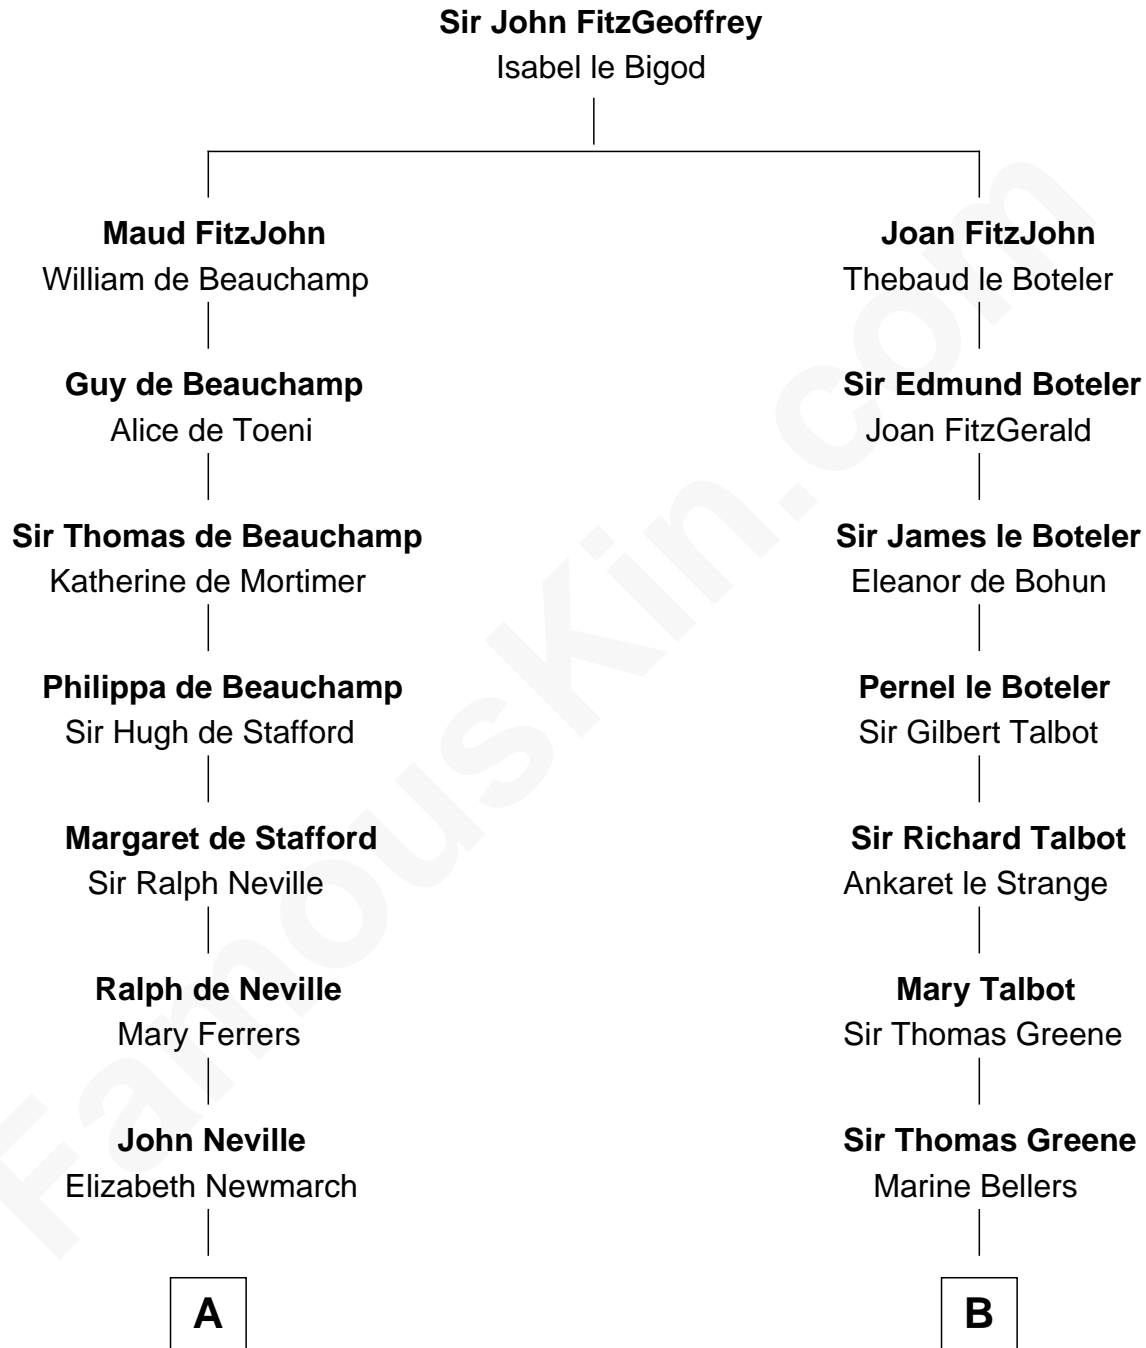 Sir John FitzGeoffrey
Isabel le Bigod
Maud FitzJohn
William de Beauchamp
Joan FitzJohn
Thebaud le Boteler
Guy de Beauchamp
Alice de Toeni
Sir Edmund Boteler
Joan FitzGerald
Sir Thomas de Beauchamp
Katherine de Mortimer
Sir James le Boteler
Eleanor de Bohun
Philippa de Beauchamp
Sir Hugh de Stafford
Pernel le Boteler
Sir Gilbert Talbot
Margaret de Stafford
Sir Ralph Neville
Sir Richard Talbot
Ankaret le Strange
Ralph de Neville
Mary Ferrers
Mary Talbot
Sir Thomas Greene
John Neville
Elizabeth Newmarch
Sir Thomas Greene
Marine Bellers
A
B
FamousKin.com